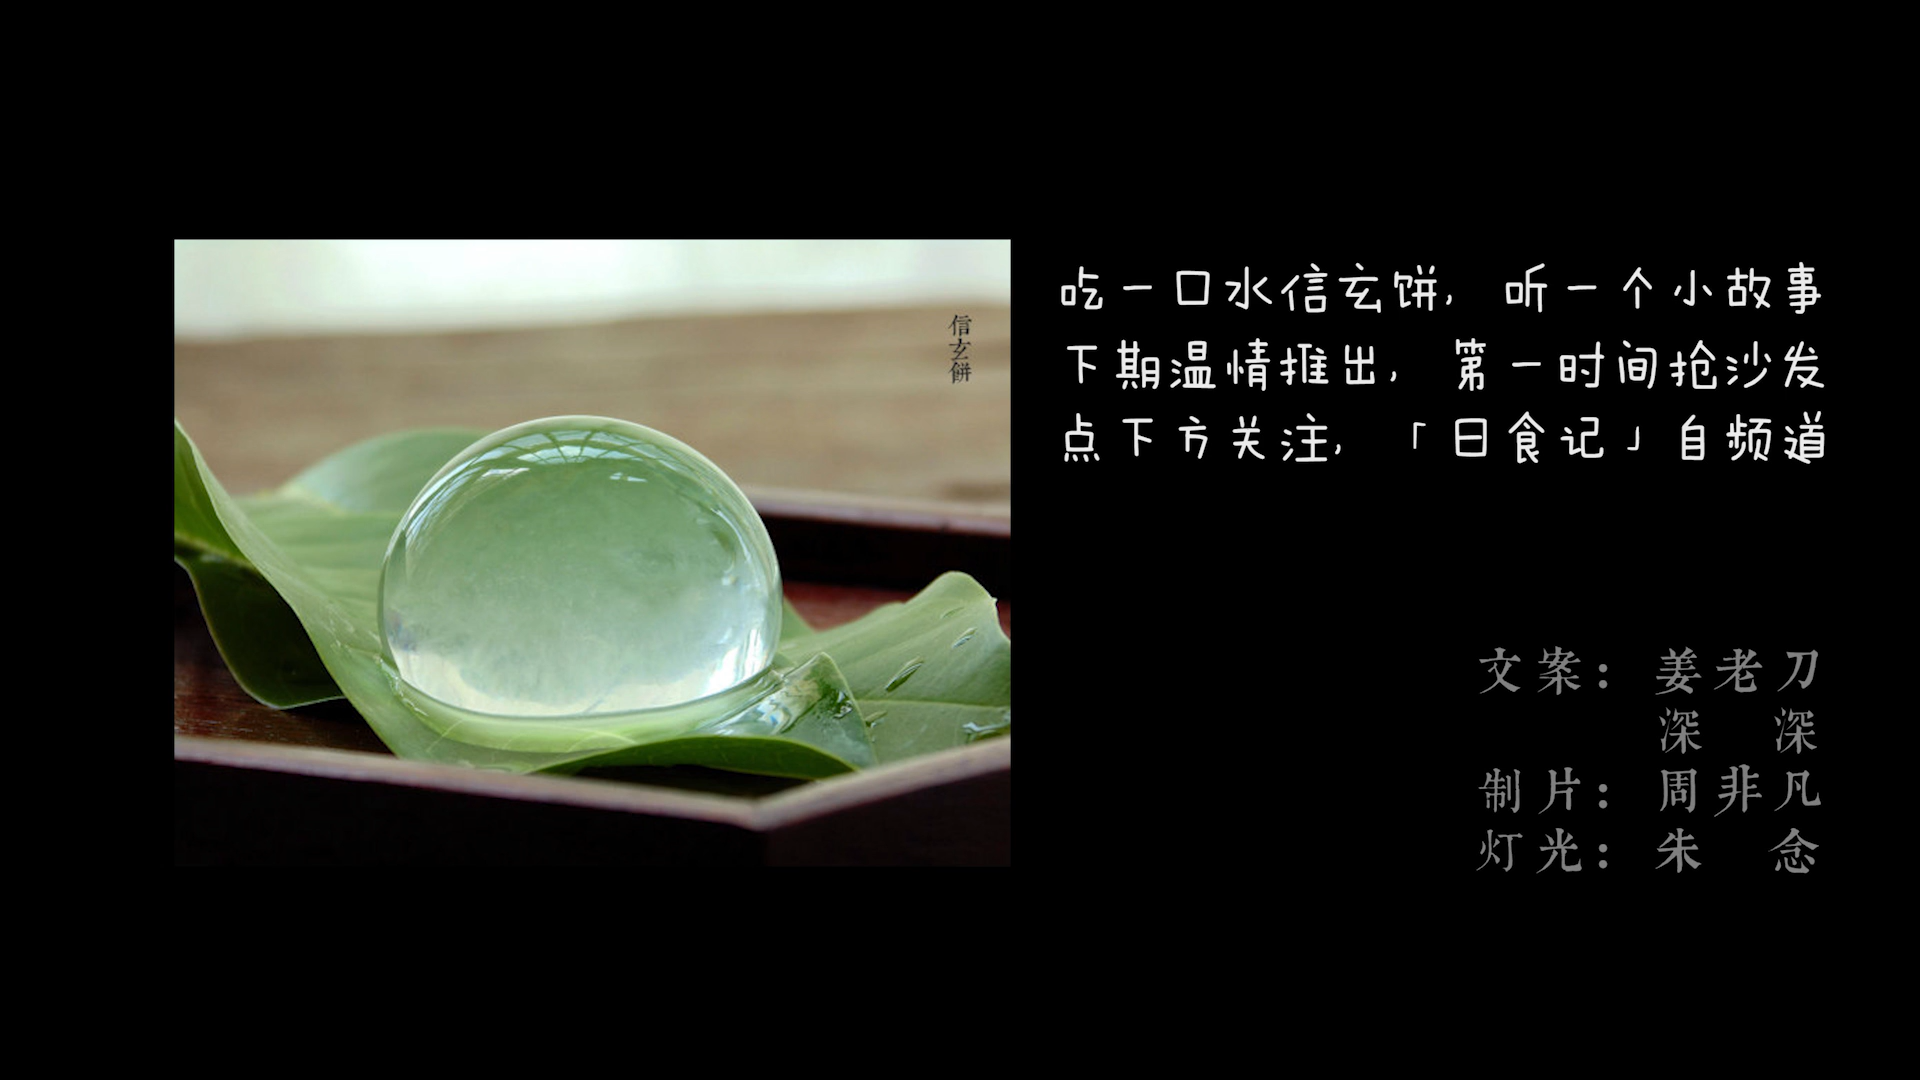 信玄餅
吃一口水信玄饼, 听一个小故事
下期温情推出, 第一时间抢沙发
点下方关注, 「日食记」自频道
文案: 姜老刀
深 深
制片: 周非凡
灯光: 朱 念